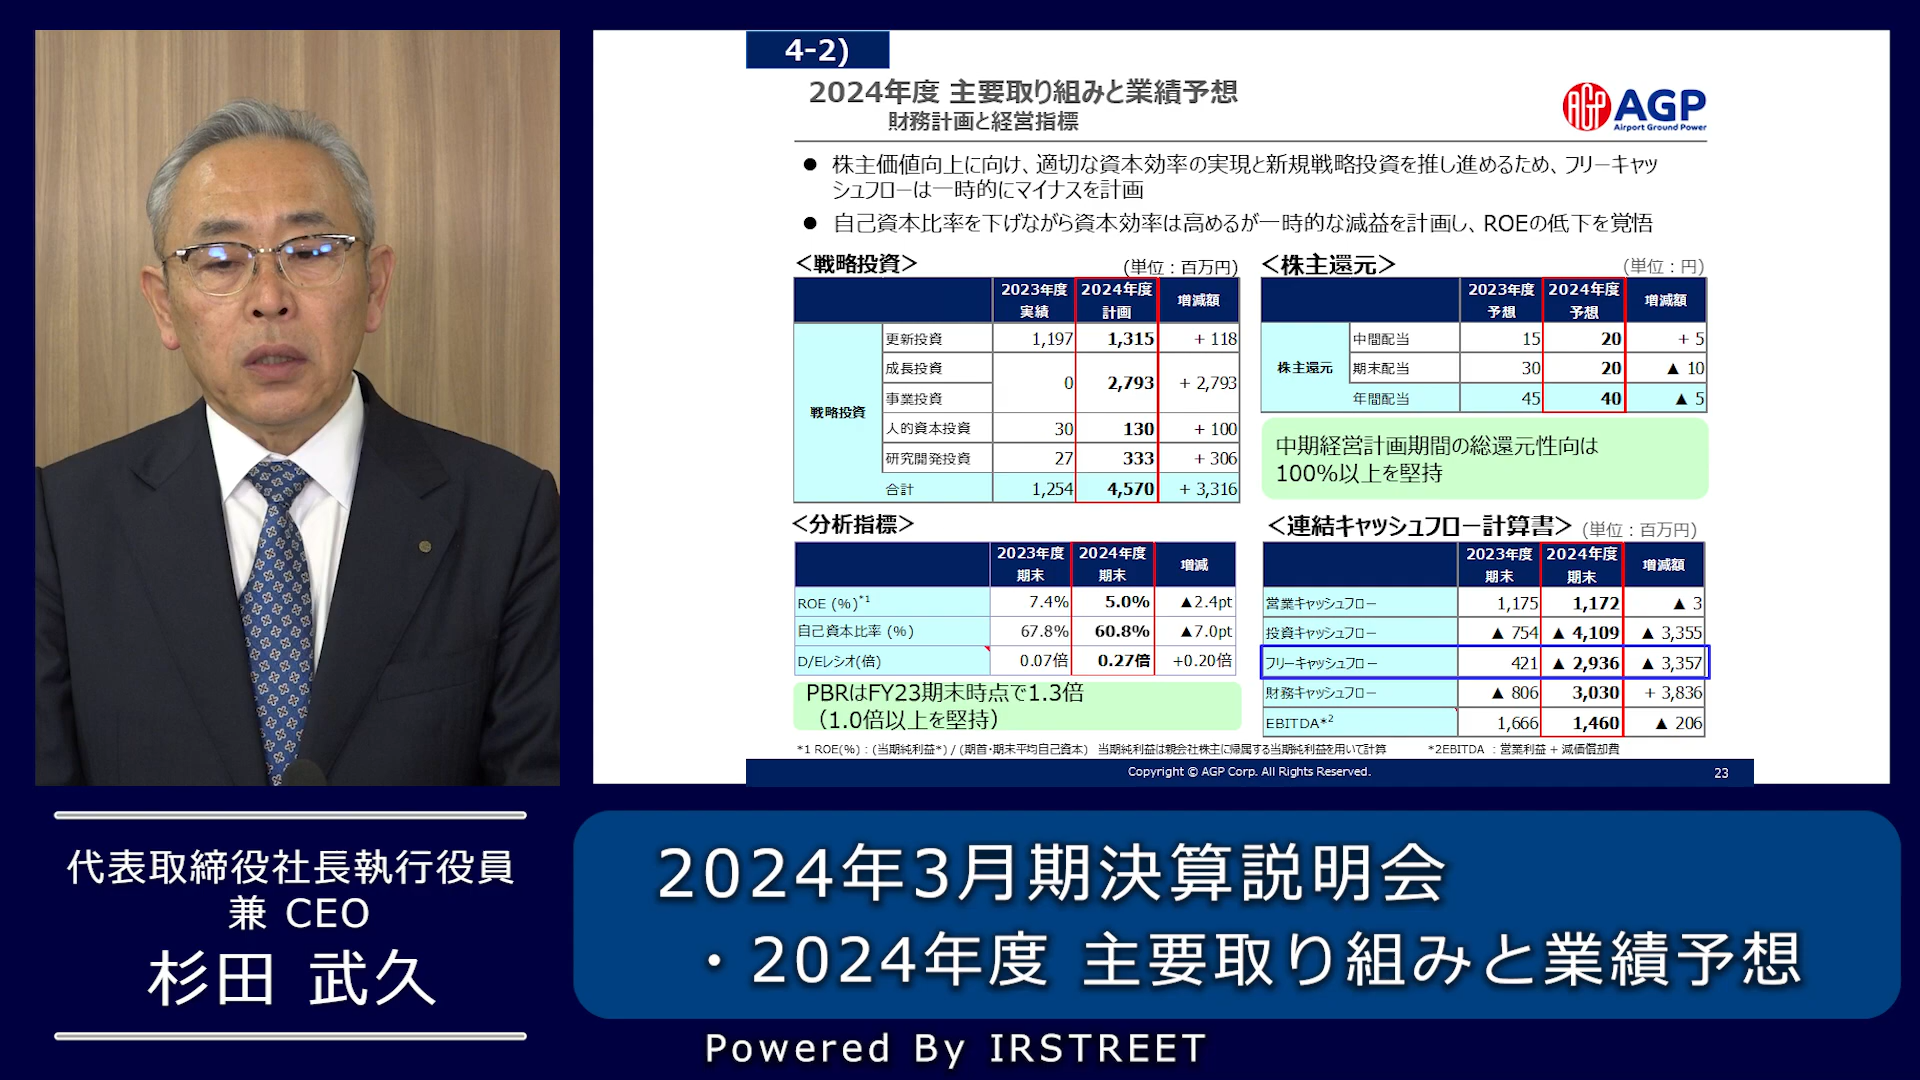 4-2)
2024年度 主要取り組みと業績予想
財務計画と経営指標
AGP
AGP
Airport Ground Power
● 株主価値向上に向け、適切な資本効率の実現と新規戦略投資を推し進めるため、フリーキャッ
シュフローは一時的にマイナスを計画
● 自己資本比率を下げながら資本効率は高めるが一時的な減益を計画し、ROEの低下を覚悟
＜戦略投資＞ (単位：百万円)
2023年度 2024年度 増減額
実績 計画
戦略投資
更新投資 1,197 1,315 + 118
成長投資
0 2,793 + 2,793
事業投資
人的資本投資 30 130 + 100
研究開発投資 27 333 + 306
合計 1,254 4,570 + 3,316
＜株主還元＞ (単位：円)
2023年度 2024年度 増減額
予想 予想
株主還元
中間配当 15 20 + 5
期末配当 30 20 ▲ 10
年間配当 45 40 ▲ 5
中期経営計画期間の総還元性向は
100%以上を堅持
＜分析指標＞
2023年度 2024年度 増減
期末 期末
ROE (%)*1 7.4% 5.0% ▲2.4pt
自己資本比率 (%) 67.8% 60.8% ▲7.0pt
D/Eレシオ(倍) 0.07倍 0.27倍 +0.20倍
PBRはFY23期末時点で1.3倍
（1.0倍以上を堅持）
＜連結キャッシュフロー計算書＞ (単位：百万円)
2023年度 2024年度 増減額
期末 期末
営業キャッシュフロー 1,175 1,172 ▲ 3
投資キャッシュフロー ▲ 754 ▲ 4,109 ▲ 3,355
フリーキャッシュフロー 421 ▲ 2,936 ▲ 3,357
財務キャッシュフロー ▲ 806 3,030 + 3,836
EBITDA*2 1,666 1,460 ▲ 206
*1 ROE(%)：(当期純利益*) / (期首・期末平均自己資本) 当期純利益は親会社株主に帰属する当期純利益を用いて計算 *2EBITDA ：営業利益 + 減価償却費
Copyright © AGP Corp. All Rights Reserved.
23
代表取締役社長執行役員
兼 CEO
杉田 武久
2024年3月期決算説明会
・2024年度 主要取り組みと業績予想
Powered By IRSTREET